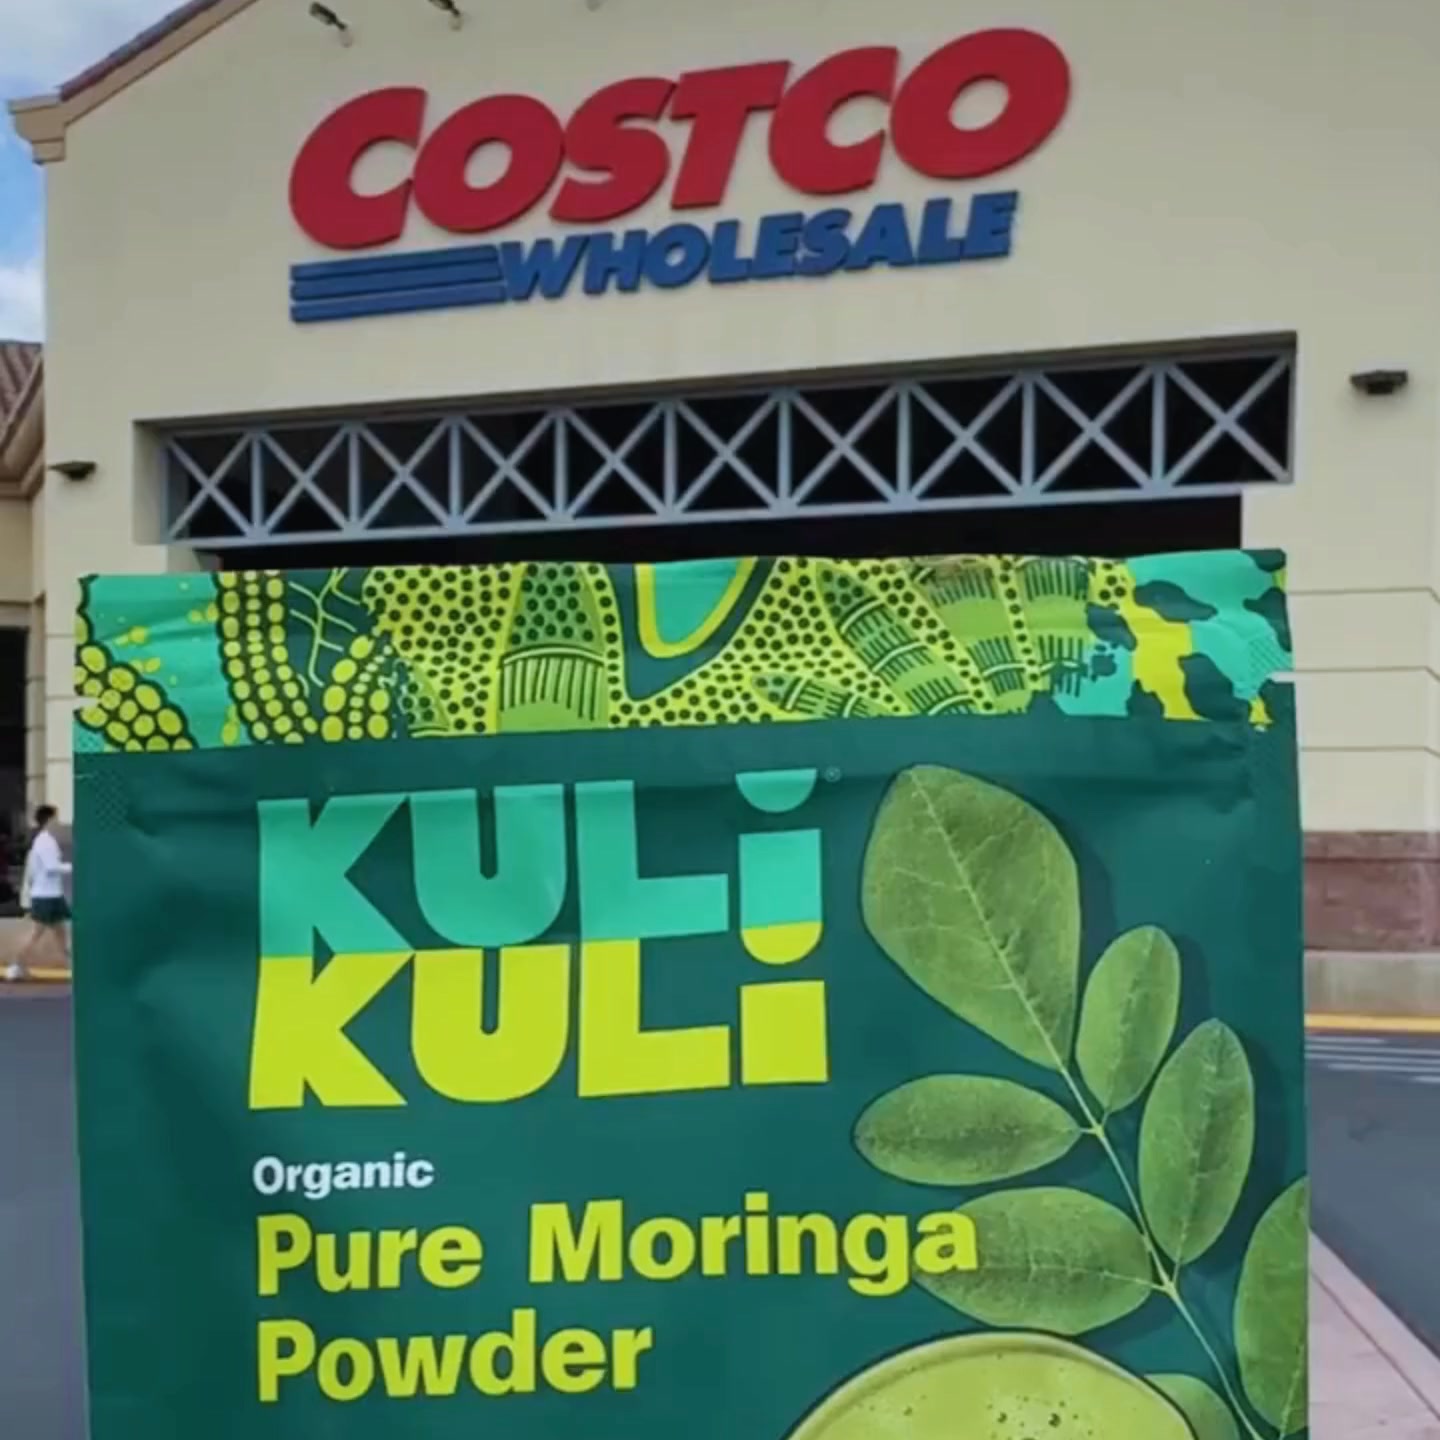 COSTCO
WHOLESALE
KULi
KULi
®
Organic
Pure Moringa
Powder